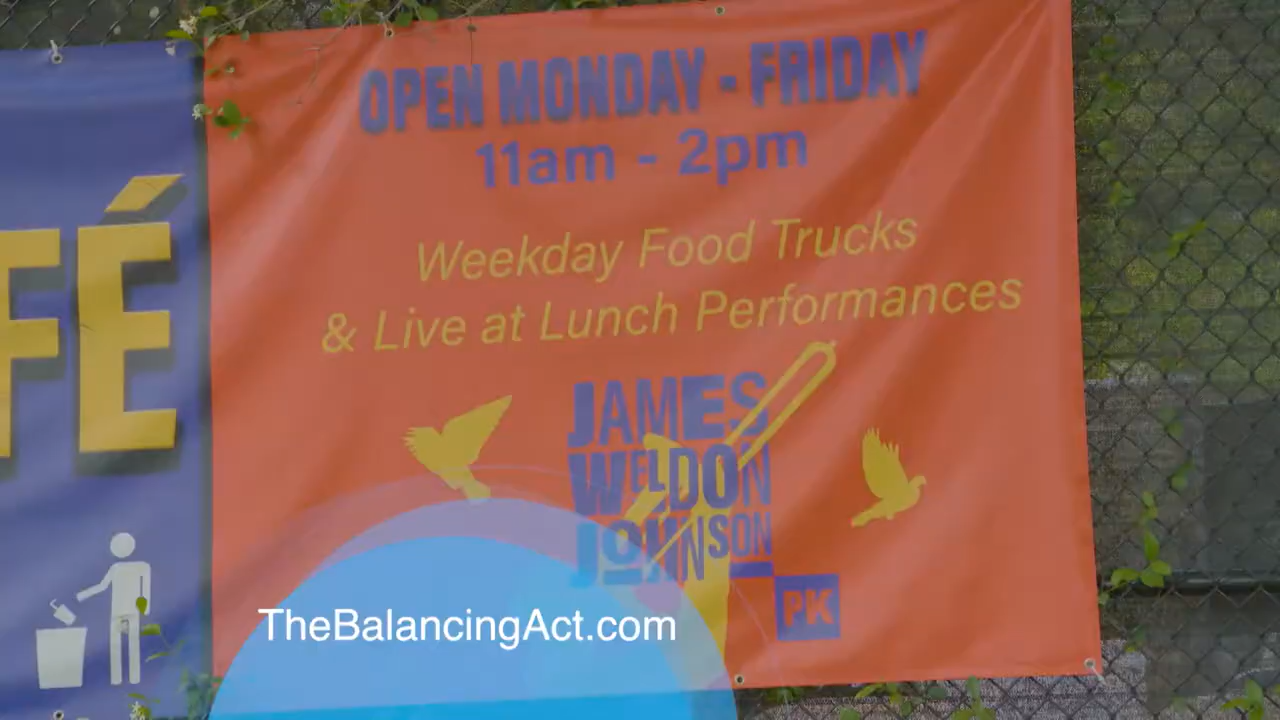 FÉ
OPEN MONDAY - FRIDAY
11am - 2pm
Weekday Food Trucks
& Live at Lunch Performances
JAMES
WELDON
JOHNSON
PK
TheBalancingAct.com